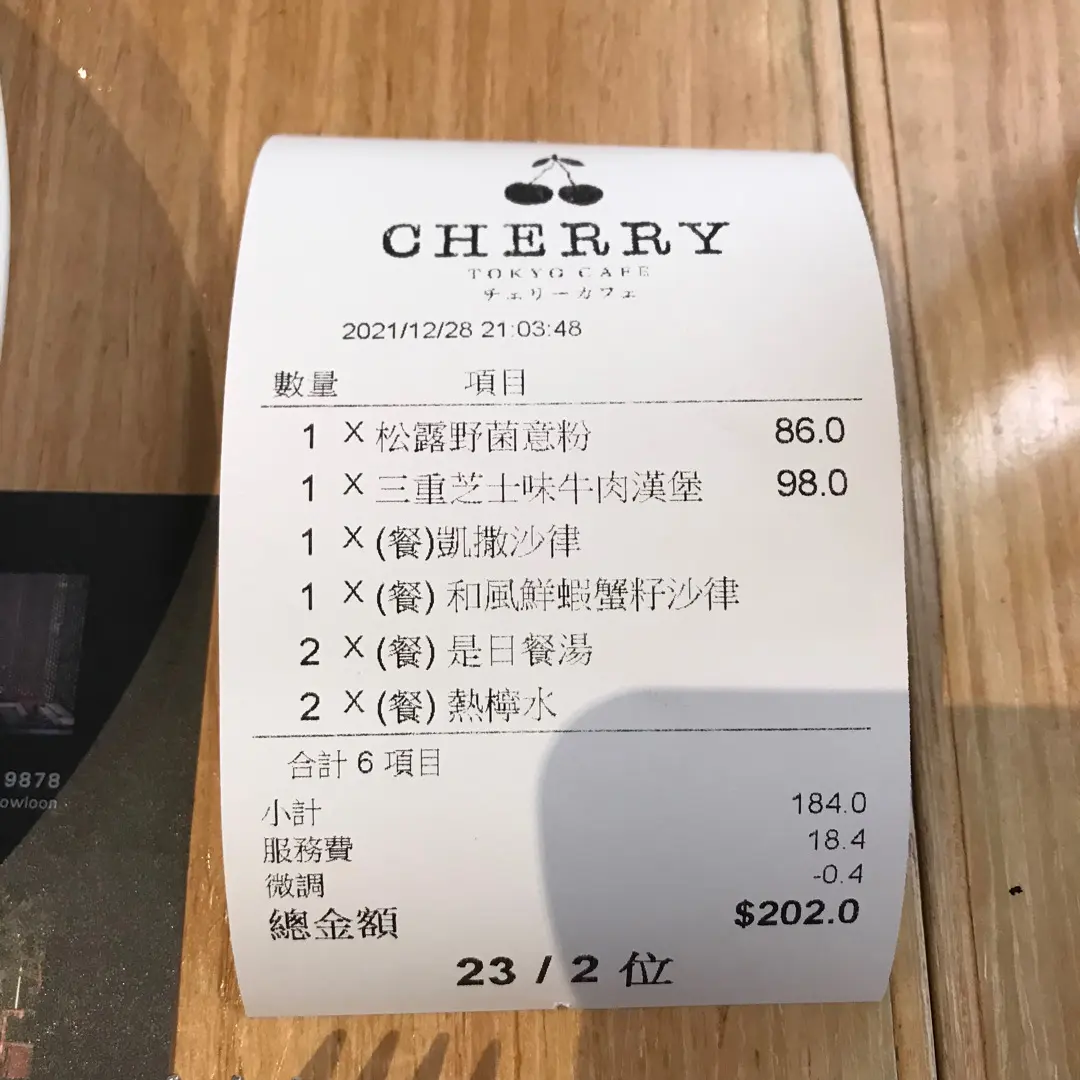 CHERRY
TOKYO CAFE
チェリーカフェ
2021/12/28 21:03:48
數量 項目
1 X 松露野菌意粉 86.0
1 X 三重芝士味牛肉漢堡 98.0
1 X (餐)凱撒沙律
1 X (餐) 和風鮮蝦蟹籽沙律
2 X (餐) 是日餐湯
2 X (餐) 熱檸水
合計 6 項目
小計 184.0
服務費 18.4
微調 -0.4
總金額 $202.0
23 / 2 位
9878
owloon